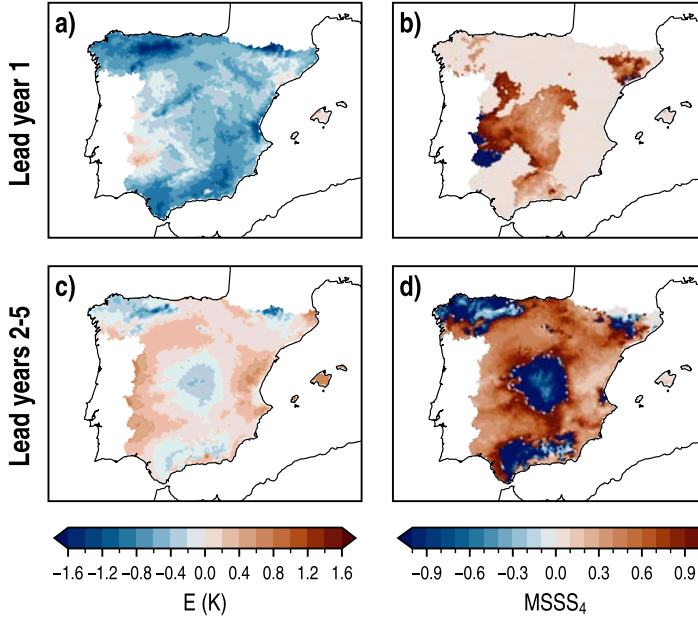 a)
b)
Lead year 1
c)
d)
Lead years 2-5
−1.6 −1.2 −0.8 −0.4 0.0 0.4 0.8 1.2 1.6
E (K)
−0.9 −0.6 −0.3 0.0 0.3 0.6 0.9
MSSS₄